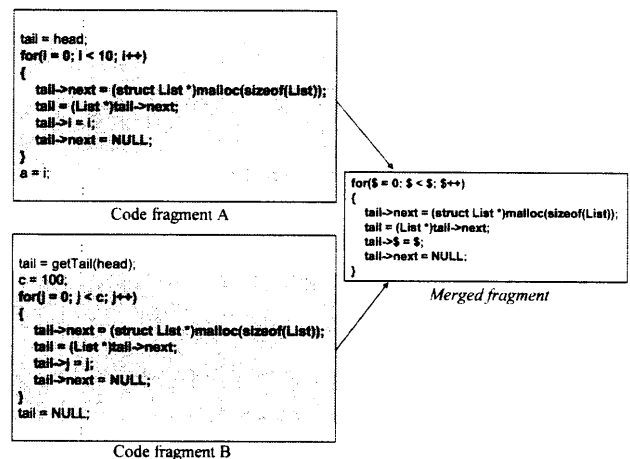 tail = head;
for(i = 0; i < 10; i++)
{
tail->next = (struct List *)malloc(sizeof(List));
tail = (List *)tail->next;
tail->i = i;
tail->next = NULL;
}
a = i;
Code fragment A
tail = getTail(head);
c = 100;
for(j = 0; j < c; j++)
{
tail->next = (struct List *)malloc(sizeof(List));
tail = (List *)tail->next;
tail->j = j;
tail->next = NULL;
}
tail = NULL;
Code fragment B
for($ = 0; $ < $; $++)
{
tail->next = (struct List *)malloc(sizeof(List));
tail = (List *)tail->next;
tail->$ = $;
tail->next = NULL;
}
Merged fragment